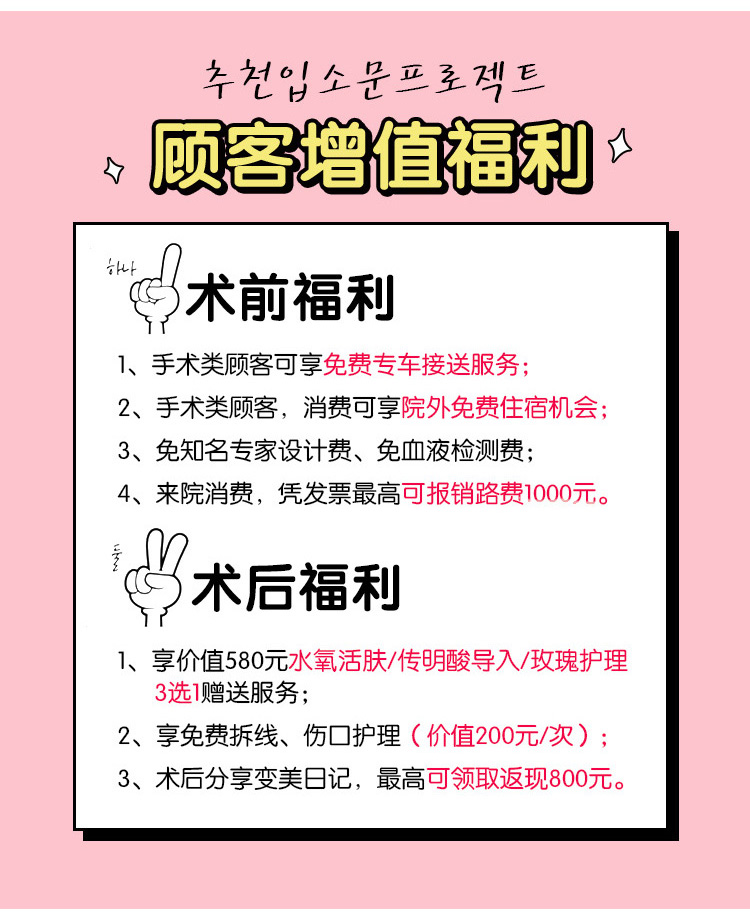 추천입소문프로젝트
顾客增值福利
하나
术前福利
1、手术类顾客可享免费专车接送服务；
2、手术类顾客，消费可享院外免费住宿机会；
3、免知名专家设计费、免血液检测费；
4、来院消费，凭发票最高可报销路费1000元。
둘
术后福利
1、享价值580元水氧活肤/传明酸导入/玫瑰护理
3选1赠送服务；
2、享免费拆线、伤口护理（价值200元/次）；
3、术后分享变美日记，最高可领取返现800元。